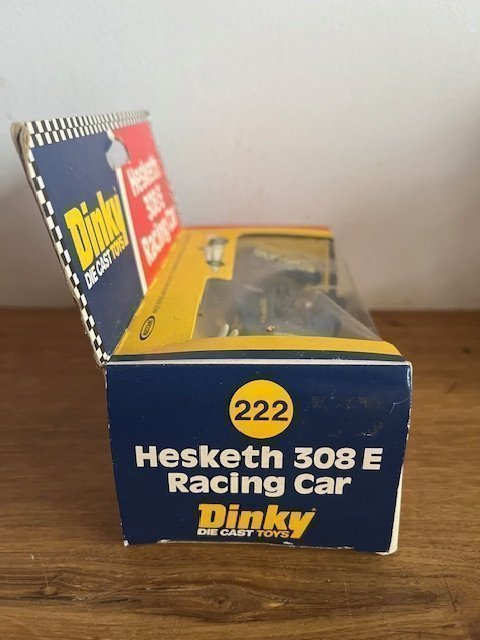 Dinky
DIE CAST TOYS
Hesketh
308 E
Racing Car
222
Hesketh 308 E
Racing Car
Dinky
DIE CAST TOYS